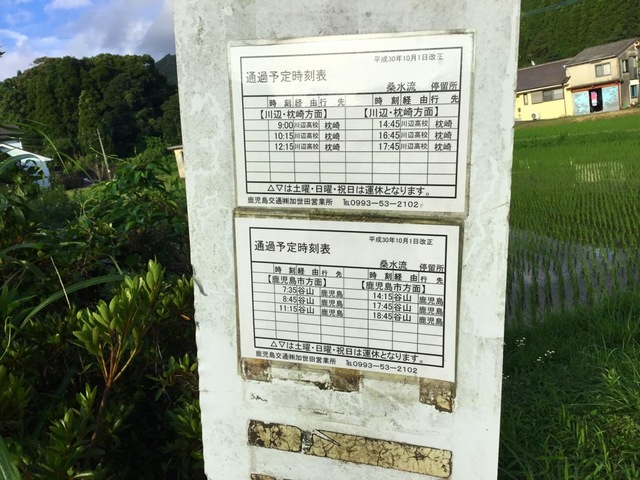 平成30年10月1日改正
通過予定時刻表
桑水流 停留所
時刻 経由 行先 時刻 経由 行先
【川辺・枕崎方面】 【川辺・枕崎方面】
9:00 川辺高校 枕崎 14:45 川辺高校 枕崎
10:15 川辺高校 枕崎 16:45 川辺高校 枕崎
12:15 川辺高校 枕崎 17:45 川辺高校 枕崎
△▽は土曜・日曜・祝日は運休となります。
鹿児島交通㈱加世田営業所 ℡0993-53-2102
平成30年10月1日改正
通過予定時刻表
桑水流 停留所
時刻 経由 行先 時刻 経由 行先
【鹿児島市方面】 【鹿児島市方面】
7:35 谷山 鹿児島 14:15 谷山 鹿児島
8:45 谷山 鹿児島 17:45 谷山 鹿児島
11:15 谷山 鹿児島 18:45 谷山 鹿児島
△▽は土曜・日曜・祝日は運休となります。
鹿児島交通㈱加世田営業所 ℡0993-53-2102